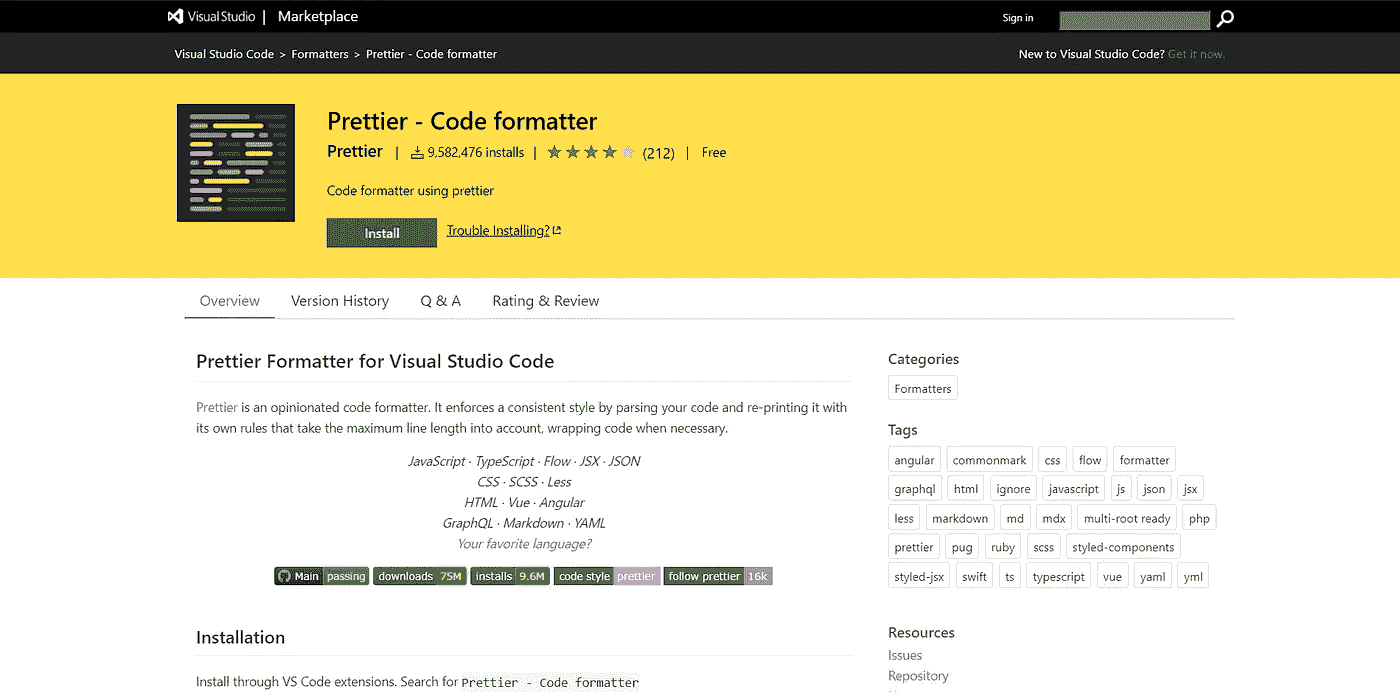 Visual Studio | Marketplace
Sign in
Visual Studio Code > Formatters > Prettier - Code formatter
New to Visual Studio Code? Get it now.
Prettier - Code formatter
Prettier | 9,582,476 installs | (212) | Free
Code formatter using prettier
Install
Trouble Installing?
Overview
Version History
Q & A
Rating & Review
Prettier Formatter for Visual Studio Code
Prettier is an opinionated code formatter. It enforces a consistent style by parsing your code and re-printing it with
its own rules that take the maximum line length into account, wrapping code when necessary.
JavaScript · TypeScript · Flow · JSX · JSON
CSS · SCSS · Less
HTML · Vue · Angular
GraphQL · Markdown · YAML
Your favorite language?
Main passing downloads 75M installs 9.6M code style prettier follow prettier 16k
Installation
Install through VS Code extensions. Search for Prettier - Code formatter
Categories
Formatters
Tags
angular commonmark css flow formatter
graphql html ignore javascript js json jsx
less markdown md mdx multi-root ready php
prettier pug ruby scss styled-components
styled-jsx swift ts typescript vue yaml yml
Resources
Issues
Repository